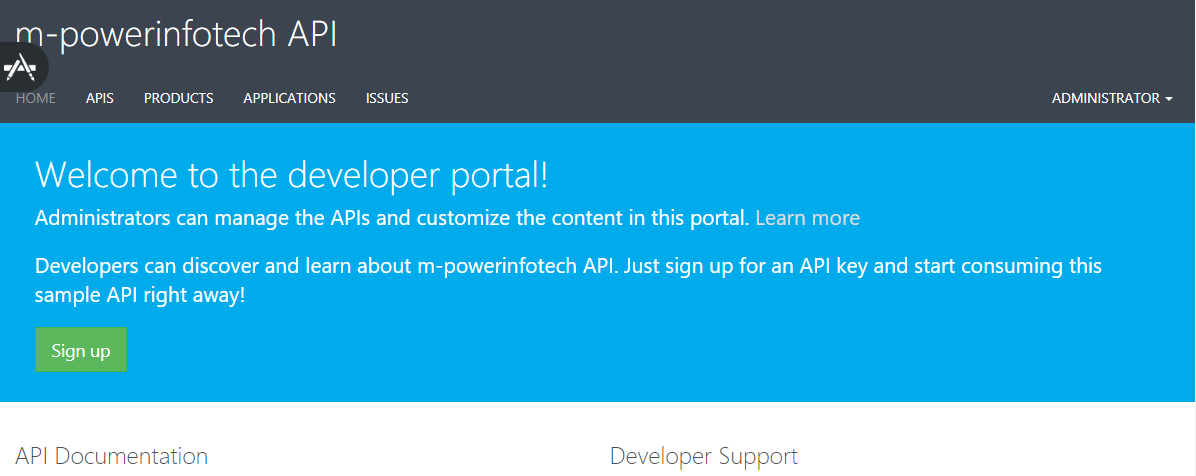 m-powerinfotech API
HOME APIS PRODUCTS APPLICATIONS ISSUES ADMINISTRATOR
Welcome to the developer portal!
Administrators can manage the APIs and customize the content in this portal. Learn more
Developers can discover and learn about m-powerinfotech API. Just sign up for an API key and start consuming this
sample API right away!
Sign up
API Documentation
Developer Support